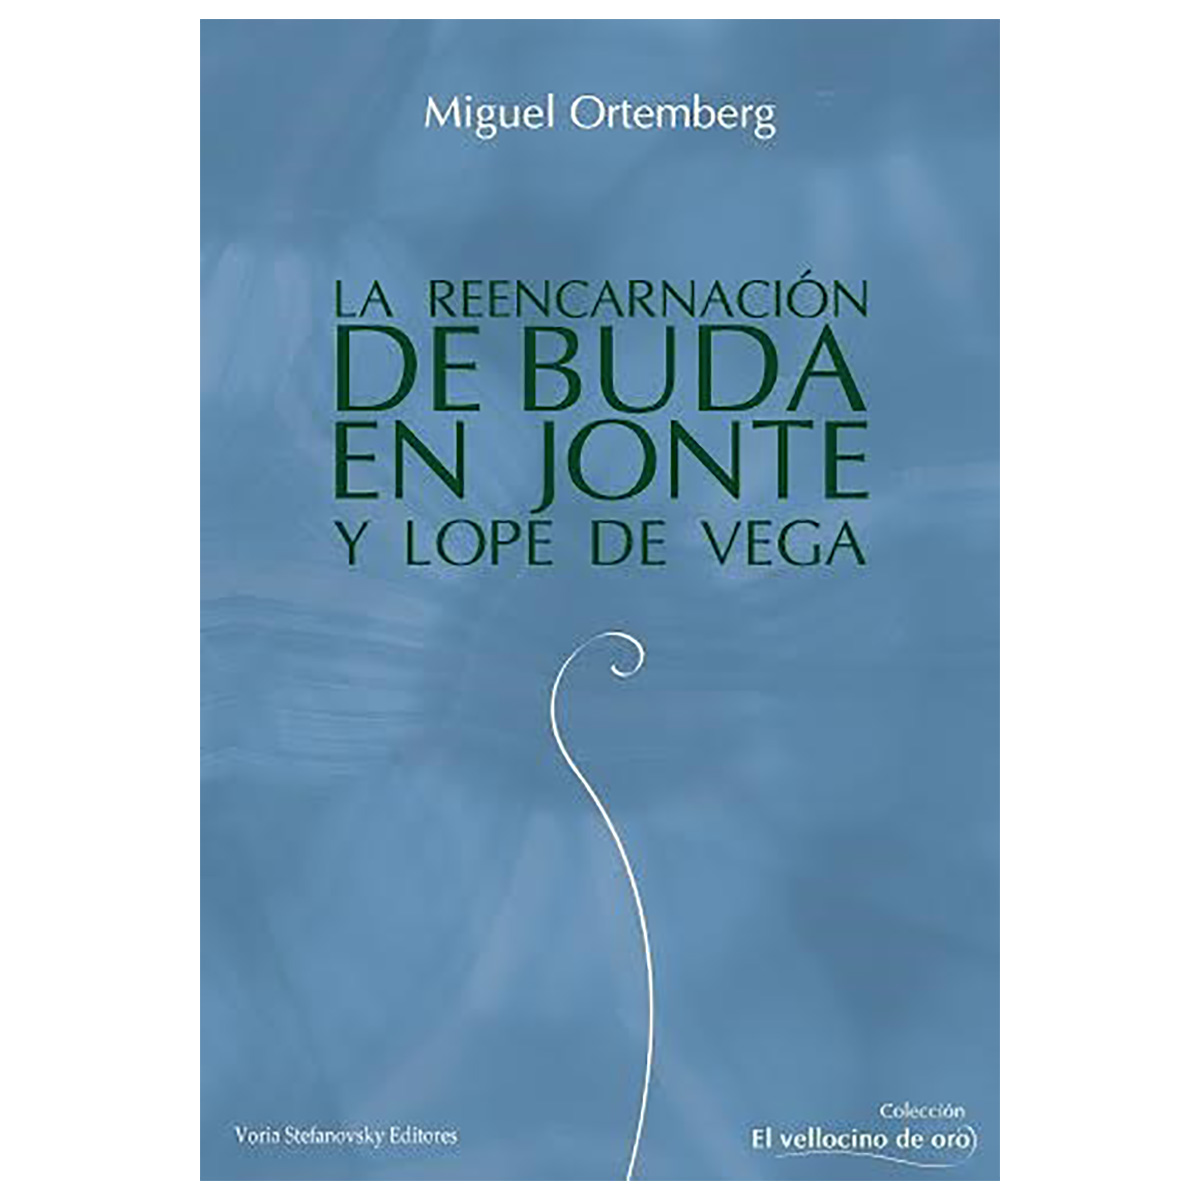 Miguel Ortemberg
LA REENCARNACIÓN
DE BUDA
EN JONTE
Y LOPE DE VEGA
Voria Stefanovsky Editores
Colección
El vellocino de oro